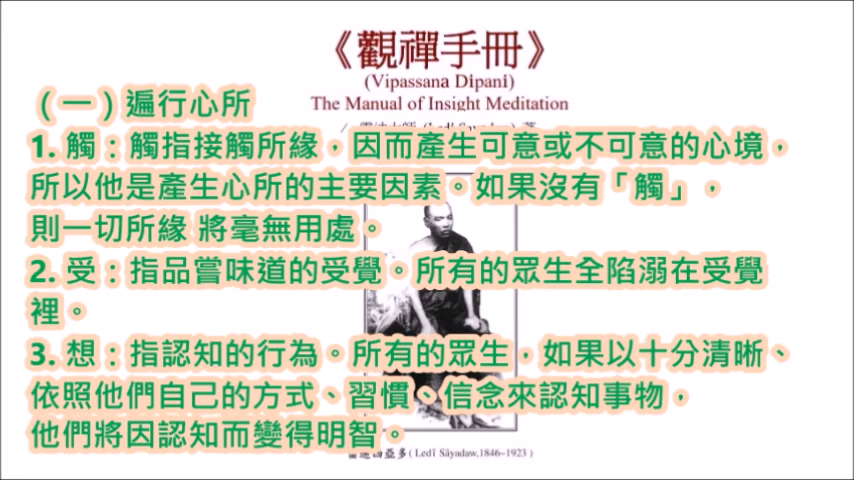 《觀禪手冊》
(Vipassana Dīpanī)
The Manual of Insight Meditation
(一)遍行心所
1. 觸：觸指接觸所緣，因而產生可意或不可意的心境，
所以他是產生心所的主要因素。如果沒有「觸」，
則一切所緣 將毫無用處。
2. 受：指品嘗味道的受覺。所有的眾生全陷溺在受覺
裡。
3. 想：指認知的行為。所有的眾生，如果以十分清晰、
依照他們自己的方式、習慣、信念來認知事物，
他們將因認知而變得明智。
(Ledī Sāyadaw,1846–1923)